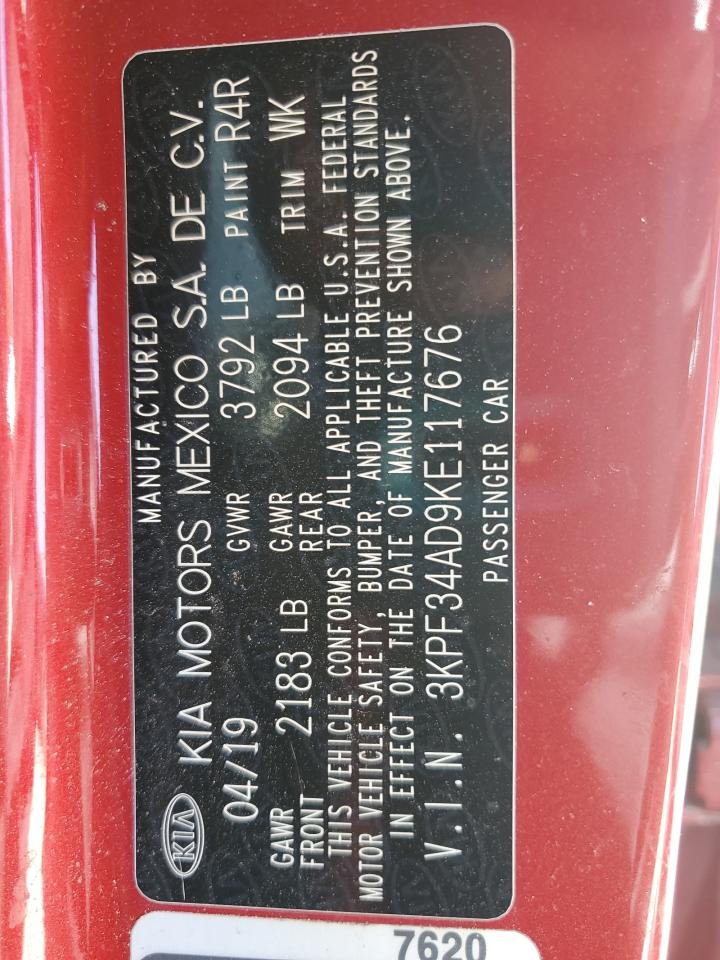 MANUFACTURED BY
KIA KIA MOTORS MEXICO S.A. DE C.V.
04/19 GVWR 3792 LB PAINT R4R
GAWR FRONT 2183 LB GAWR REAR 2094 LB TRIM WK
THIS VEHICLE CONFORMS TO ALL APPLICABLE U.S.A. FEDERAL
MOTOR VEHICLE SAFETY, BUMPER, AND THEFT PREVENTION STANDARDS
IN EFFECT ON THE DATE OF MANUFACTURE SHOWN ABOVE.
V.I.N. 3KPF34AD9KE117676
PASSENGER CAR
7620